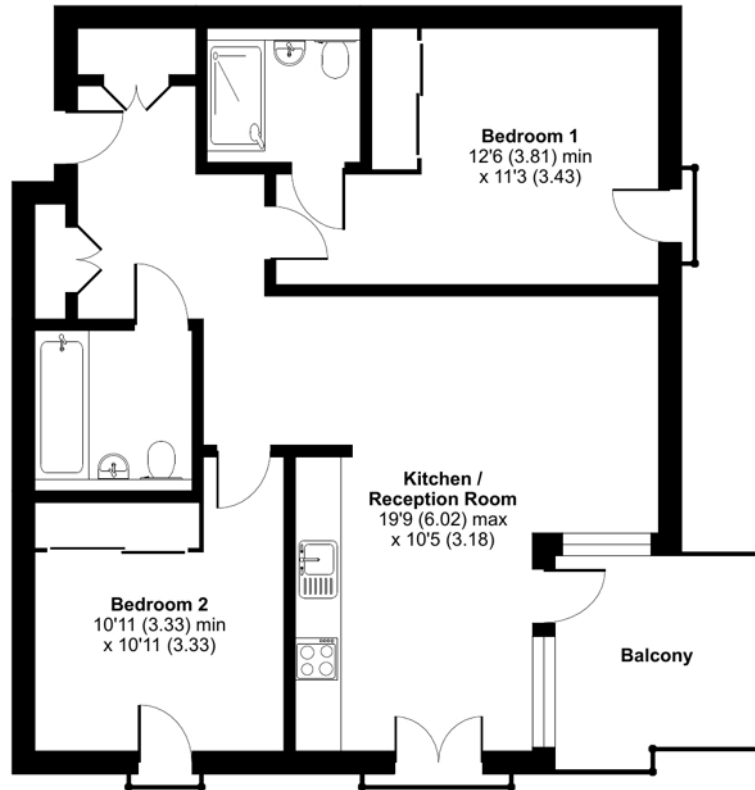 Bedroom 1
12'6 (3.81) min
x 11'3 (3.43)
Kitchen /
Reception Room
19'9 (6.02) max
x 10'5 (3.18)
Bedroom 2
10'11 (3.33) min
x 10'11 (3.33)
Balcony